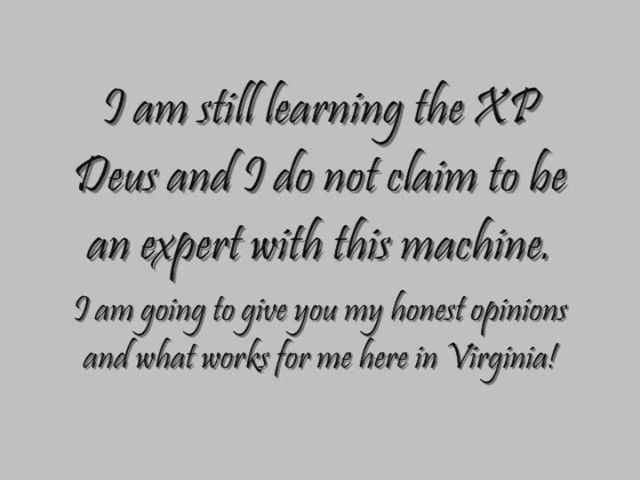 I am still learning the XP
Deus and I do not claim to be
an expert with this machine.
I am going to give you my honest opinions
and what works for me here in Virginia!